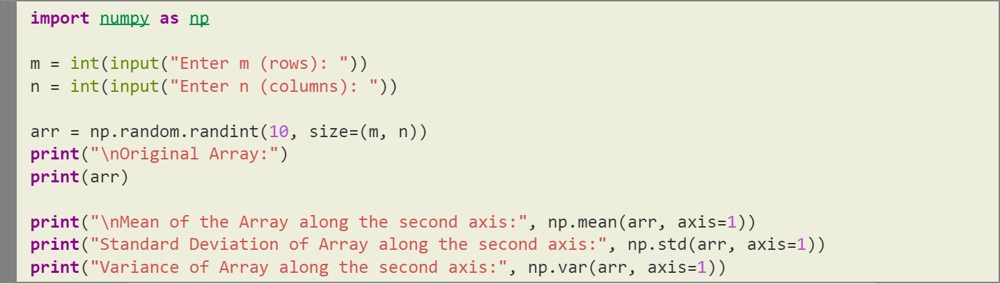 import numpy as np
m = int(input("Enter m (rows): "))
n = int(input("Enter n (columns): "))
arr = np.random.randint(10, size=(m, n))
print("\nOriginal Array:")
print(arr)
print("\nMean of the Array along the second axis:", np.mean(arr, axis=1))
print("Standard Deviation of Array along the second axis:", np.std(arr, axis=1))
print("Variance of Array along the second axis:", np.var(arr, axis=1))